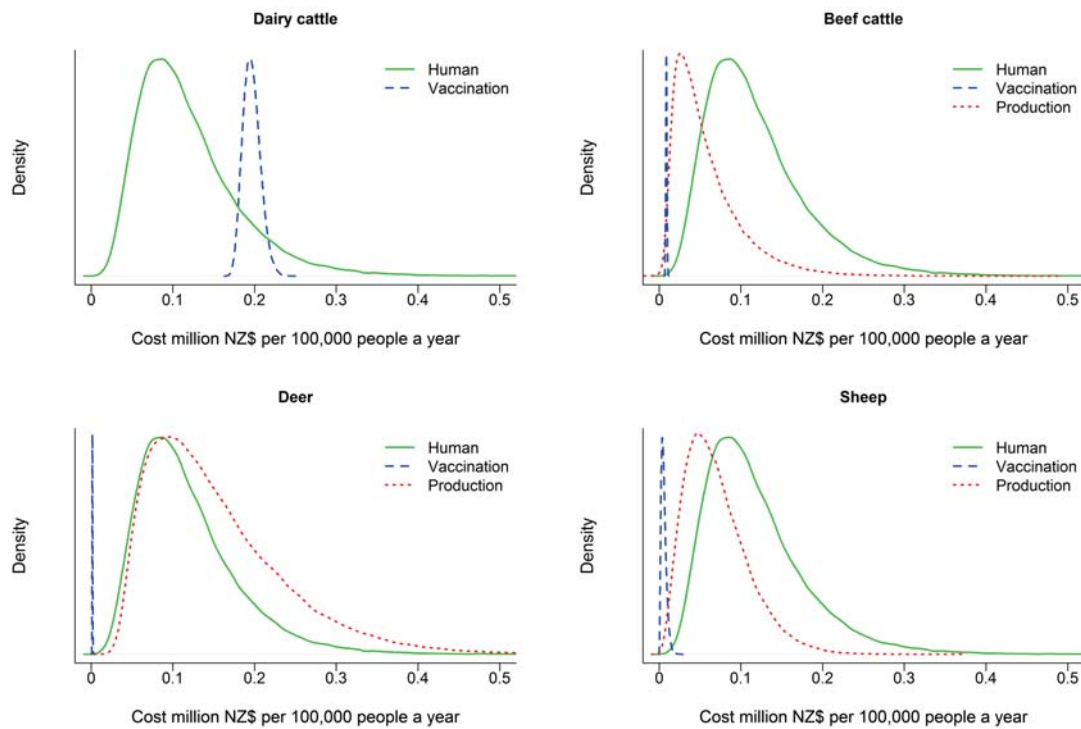 Dairy cattle
Density
Human
Vaccination
0 0.1 0.2 0.3 0.4 0.5
Cost million NZ$ per 100,000 people a year
Beef cattle
Density
Human
Vaccination
Production
0 0.1 0.2 0.3 0.4 0.5
Cost million NZ$ per 100,000 people a year
Deer
Density
Human
Vaccination
Production
0 0.1 0.2 0.3 0.4 0.5
Cost million NZ$ per 100,000 people a year
Sheep
Density
Human
Vaccination
Production
0 0.1 0.2 0.3 0.4 0.5
Cost million NZ$ per 100,000 people a year